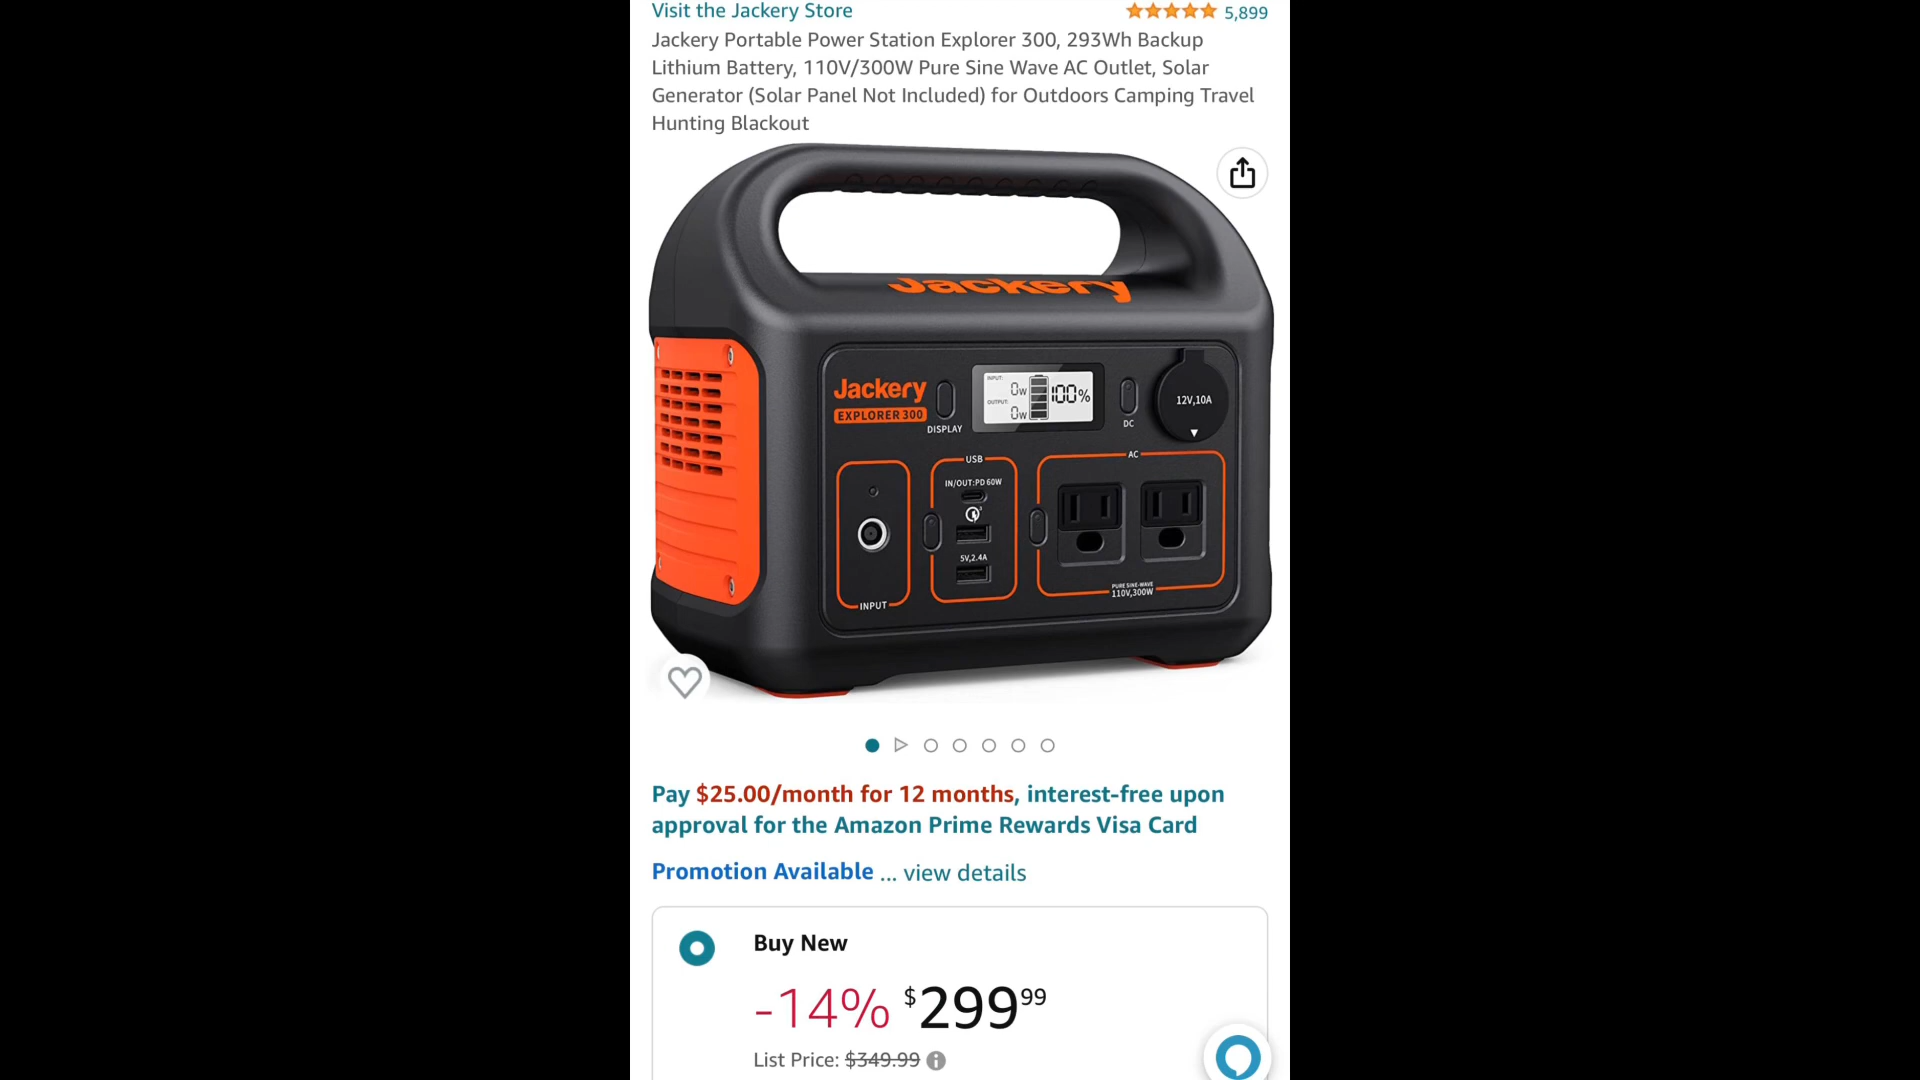 Visit the Jackery Store
5,899
Jackery Portable Power Station Explorer 300, 293Wh Backup
Lithium Battery, 110V/300W Pure Sine Wave AC Outlet, Solar
Generator (Solar Panel Not Included) for Outdoors Camping Travel
Hunting Blackout
Jackery
Jackery
EXPLORER 300
DISPLAY
INPUT:
0W
OUTPUT:
0W
100%
DC
12V,10A
USB
IN/OUT:PD 60W
5V,2.4A
AC
PURE SINE-WAVE
110V,300W
INPUT
Pay $25.00/month for 12 months, interest-free upon
approval for the Amazon Prime Rewards Visa Card
Promotion Available ... view details
Buy New
-14% $299.99
List Price: $349.99